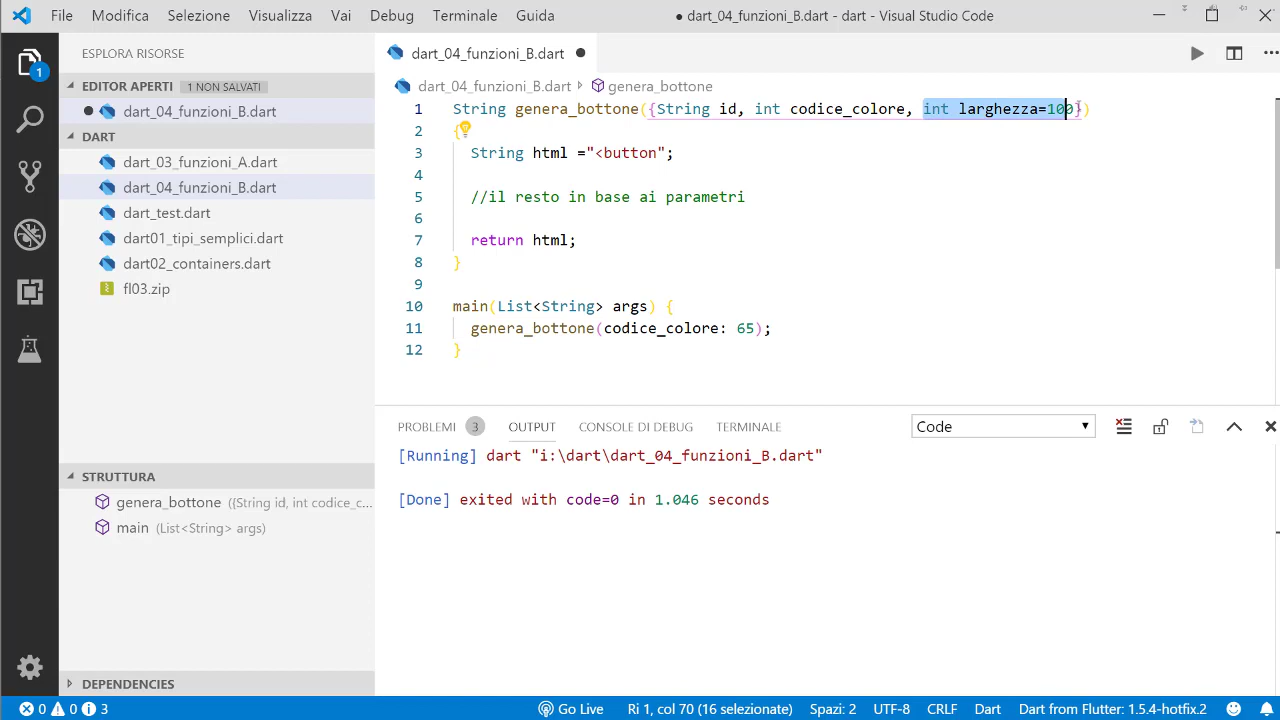 File Modifica Selezione Visualizza Vai Debug Terminale Guida ● dart_04_funzioni_B.dart - dart - Visual Studio Code
ESPLORA RISORSE
EDITOR APERTI 1 NON SALVATI
dart_04_funzioni_B.dart
DART
dart_03_funzioni_A.dart
dart_04_funzioni_B.dart
dart_test.dart
dart01_tipi_semplici.dart
dart02_containers.dart
fl03.zip
STRUTTURA
genera_bottone ({String id, int codice_c...
main (List<String> args)
DEPENDENCIES
1
dart_04_funzioni_B.dart
dart_04_funzioni_B.dart genera_bottone
1 String genera_bottone({String id, int codice_colore, int larghezza=100})
2 {
3 String html ="<button";
4
5 //il resto in base ai parametri
6
7 return html;
8 }
9
10 main(List<String> args) {
11 genera_bottone(codice_colore: 65);
12 }
PROBLEMI 3 OUTPUT CONSOLE DI DEBUG TERMINALE Code
[Running] dart "i:\dart\dart_04_funzioni_B.dart"
[Done] exited with code=0 in 1.046 seconds
0 0 3 Go Live Ri 1, col 70 (16 selezionate) Spazi: 2 UTF-8 CRLF Dart Dart from Flutter: 1.5.4-hotfix.2